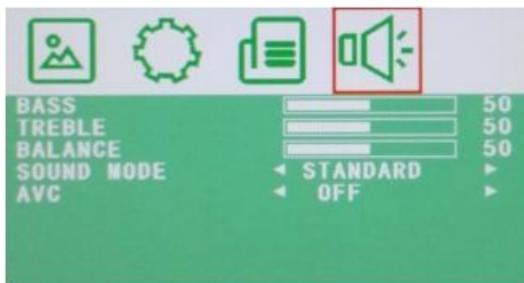 BASS 50
TREBLE 50
BALANCE 50
SOUND MODE STANDARD
AVC OFF